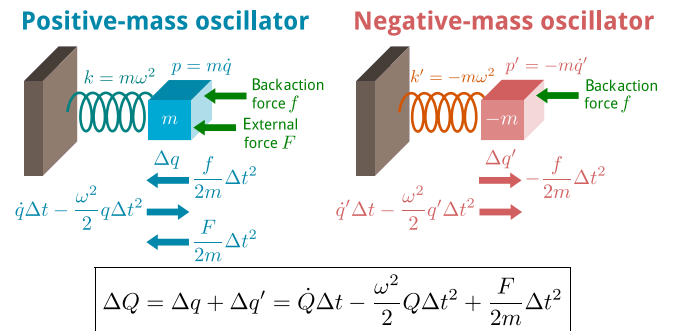 Positive-mass oscillator
k = mω²
p = mq̇
Backaction
force f
m
External
force F
Δq
f/2m Δt²
q̇Δt − ω²/2 qΔt²
F/2m Δt²
Negative-mass oscillator
k′ = −mω²
p′ = −mq̇′
Backaction
force f
−m
Δq′
−f/2m Δt²
q̇′Δt − ω²/2 q′Δt²
ΔQ = Δq + Δq′ = Q̇Δt − ω²/2 QΔt² + F/2m Δt²